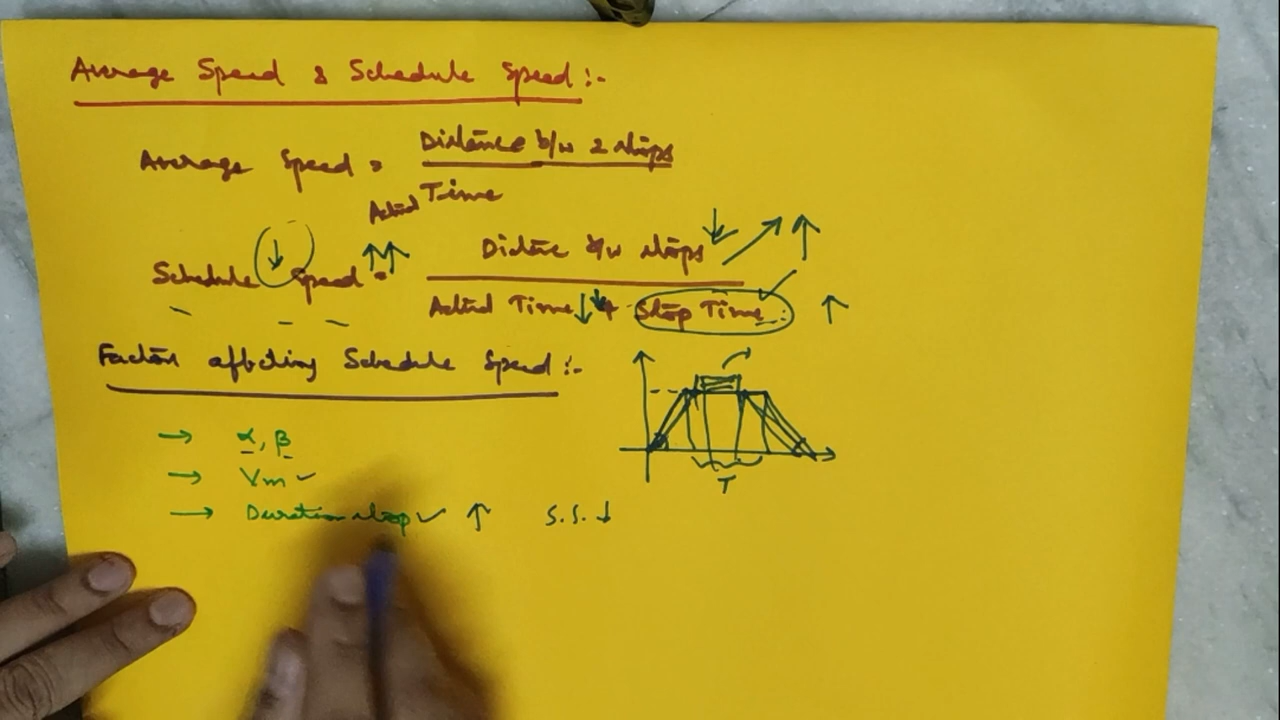 Average Speed & Schedule Speed :-
Average Speed = Distance b/w 2 stops
Actual Time
Schedule ↓ Speed = ↑↑ Distance b/w stops ↓ ↑
Actual Time ↓ + Stop Time ↑
Factors affecting Schedule Speed :-
→ α, β
→ Vm ✓
T
→ Duration stop ✓ ↑ S.S. ↓